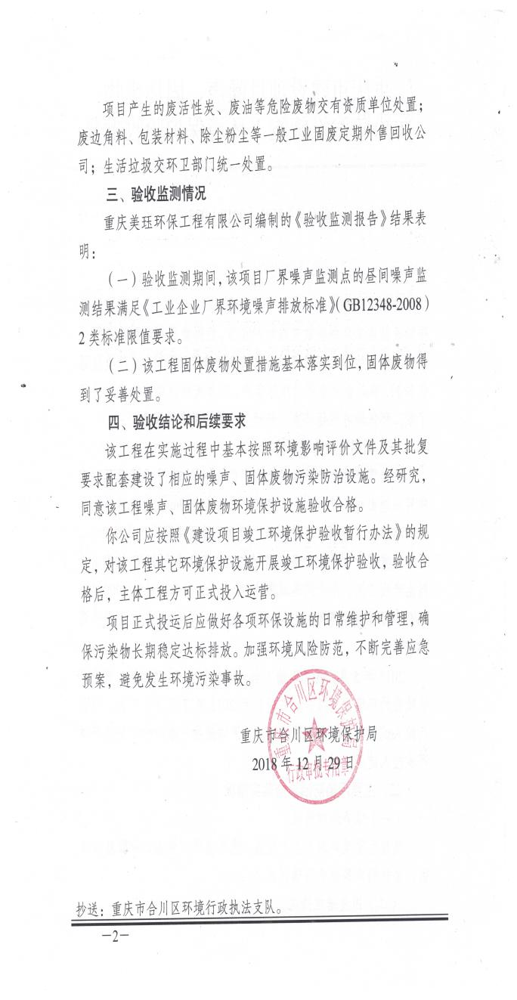 项目产生的废活性炭、废油等危险废物交有资质单位处置；
废边角料、包装材料、除尘粉尘等一般工业固废定期外售回收公
司；生活垃圾交环卫部门统一处置。
三、验收监测情况
重庆美珏环保工程有限公司编制的《验收监测报告》结果表
明：
（一）验收监测期间，该项目厂界噪声监测点的昼间噪声监
测结果满足《工业企业厂界环境噪声排放标准》（GB12348-2008）
2类标准限值要求。
（二）该工程固体废物处置措施基本落实到位，固体废物得
到了妥善处置。
四、验收结论和后续要求
该工程在实施过程中基本按照环境影响评价文件及其批复
要求配套建设了相应的噪声、固体废物污染防治设施。经研究，
同意该工程噪声、固体废物环境保护设施验收合格。
你公司应按照《建设项目竣工环境保护验收暂行办法》的规
定，对该工程其它环境保护设施开展竣工环境保护验收，验收合
格后，主体工程方可正式投入运营。
项目正式投运后应做好各项环保设施的日常维护和管理，确
保污染物长期稳定达标排放。加强环境风险防范，不断完善应急
预案，避免发生环境污染事故。
重庆市合川区环境保护局
2018年12月29日
重庆市合川区环境保护局
行政审批专用章
抄送：重庆市合川区环境行政执法支队。
—2—